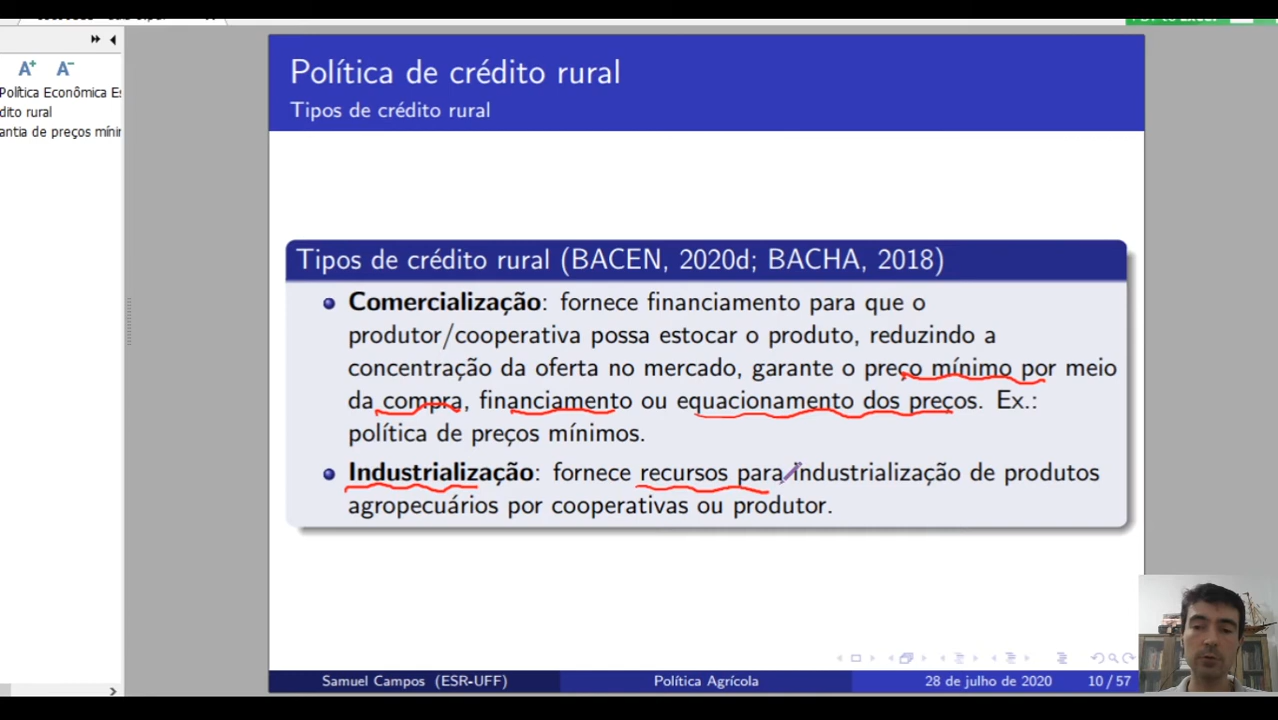 A+ A-
Política de crédito rural
Política Econômica Es
Tipos de crédito rural
dito rural
antia de preços mínir
Tipos de crédito rural (BACEN, 2020d; BACHA, 2018)
Comercialização: fornece financiamento para que o
produtor/cooperativa possa estocar o produto, reduzindo a
concentração da oferta no mercado, garante o preço mínimo por meio
da compra, financiamento ou equacionamento dos preços. Ex.:
política de preços mínimos.
Industrialização: fornece recursos para industrialização de produtos
agropecuários por cooperativas ou produtor.
Samuel Campos (ESR-UFF) Política Agrícola 28 de julho de 2020 10 / 57